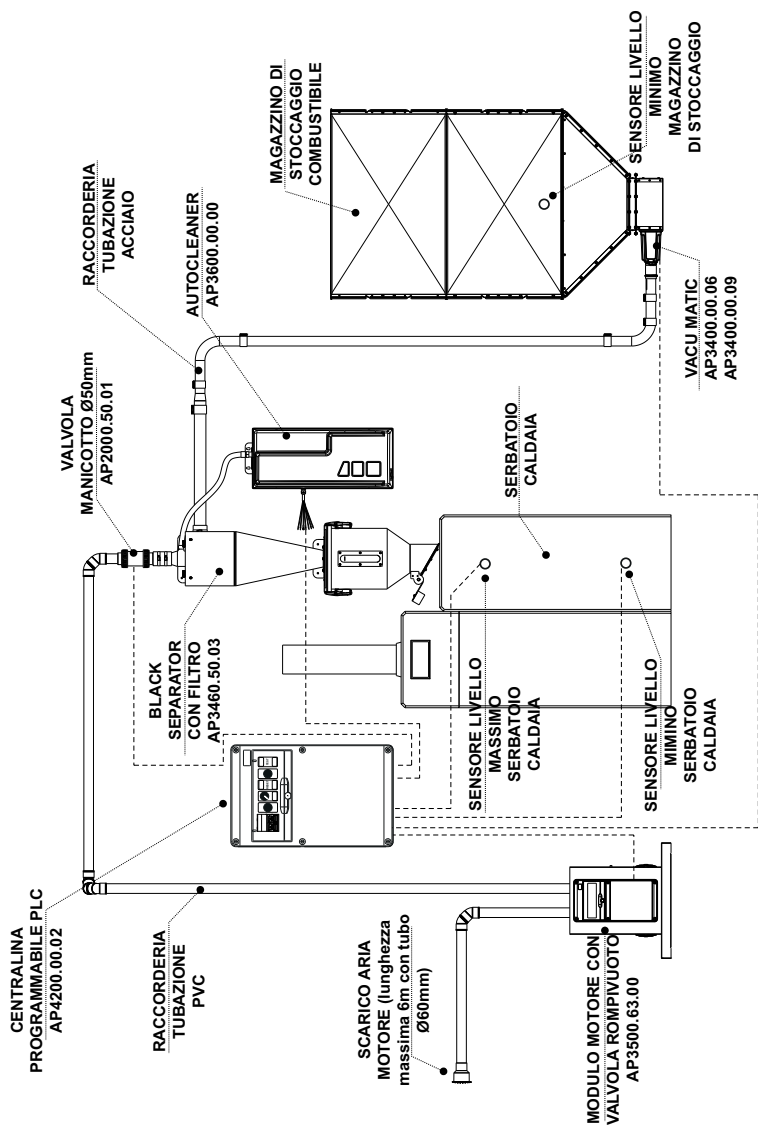 CENTRALINA
PROGRAMMABILE PLC
AP4200.00.02
RACCORDERIA
TUBAZIONE
PVC
SCARICO ARIA
MOTORE (lunghezza
massima 6m con tubo
Ø60mm)
MODULO MOTORE CON
VALVOLA ROMPIVUOTO
AP3500.63.00
BLACK
SEPARATOR
CON FILTRO
AP3460.50.03
VALVOLA
MANICOTTO Ø50mm
AP2000.50.01
SENSORE LIVELLO
MASSIMO
SERBATOIO
CALDAIA
SENSORE LIVELLO
MIMINO
SERBATOIO
CALDAIA
SERBATOIO
CALDAIA
AUTOCLEANER
AP3600.00.00
RACCORDERIA
TUBAZIONE
ACCIAIO
VACU MATIC
AP3400.00.06
AP3400.00.09
MAGAZZINO DI
STOCCAGGIO
COMBUSTIBILE
SENSORE LIVELLO
MINIMO
MAGAZZINO
DI STOCCAGGIO